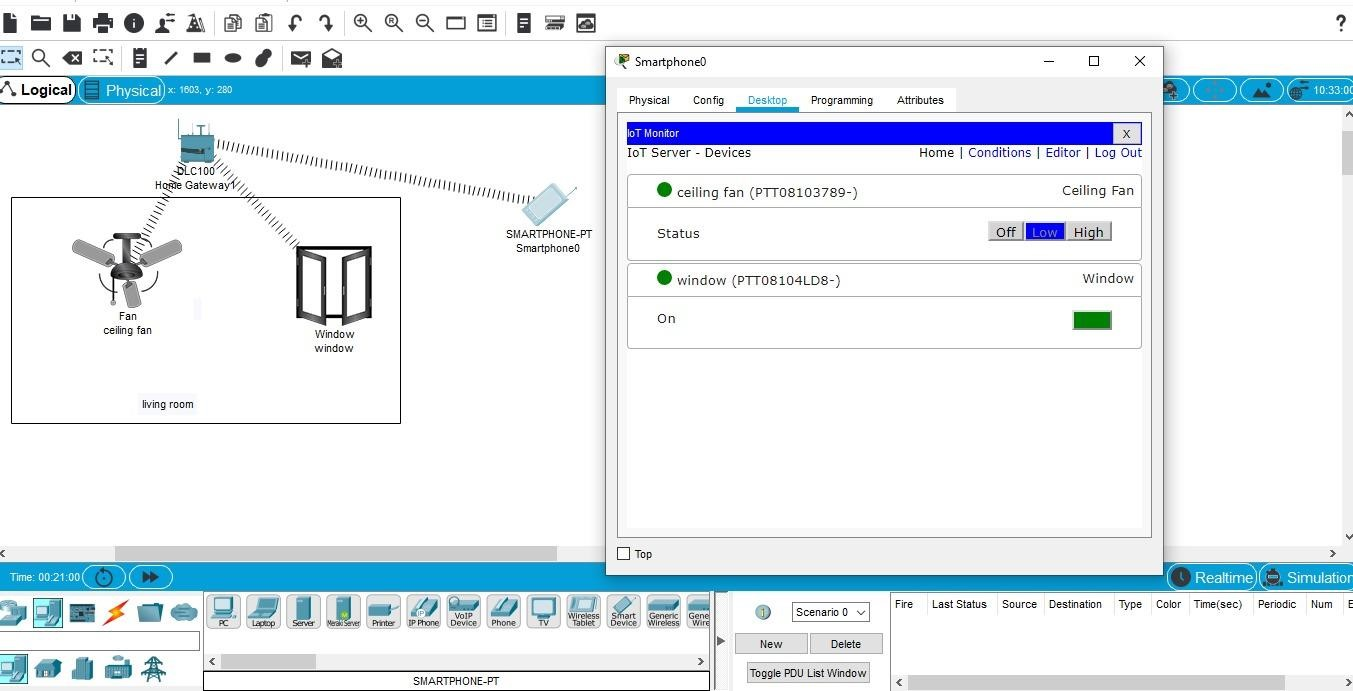 ?
Logical
Physical
x: 1603, y: 280
10:33:00
DLC100
Home Gateway1
SMARTPHONE-PT
Smartphone0
Fan
ceiling fan
Window
window
living room
Smartphone0
Physical Config Desktop Programming Attributes
IoT Monitor X
IoT Server - Devices Home | Conditions | Editor | Log Out
ceiling fan (PTT08103789-) Ceiling Fan
Status Off Low High
window (PTT08104LD8-) Window
On
Top
Time: 00:21:00
Realtime Simulation
PC Laptop Server Meraki Server Printer IP Phone VoIP Device Phone TV Wireless Tablet Smart Device Generic Wireless Gene Wire
SMARTPHONE-PT
Scenario 0
New Delete
Toggle PDU List Window
Fire Last Status Source Destination Type Color Time(sec) Periodic Num E